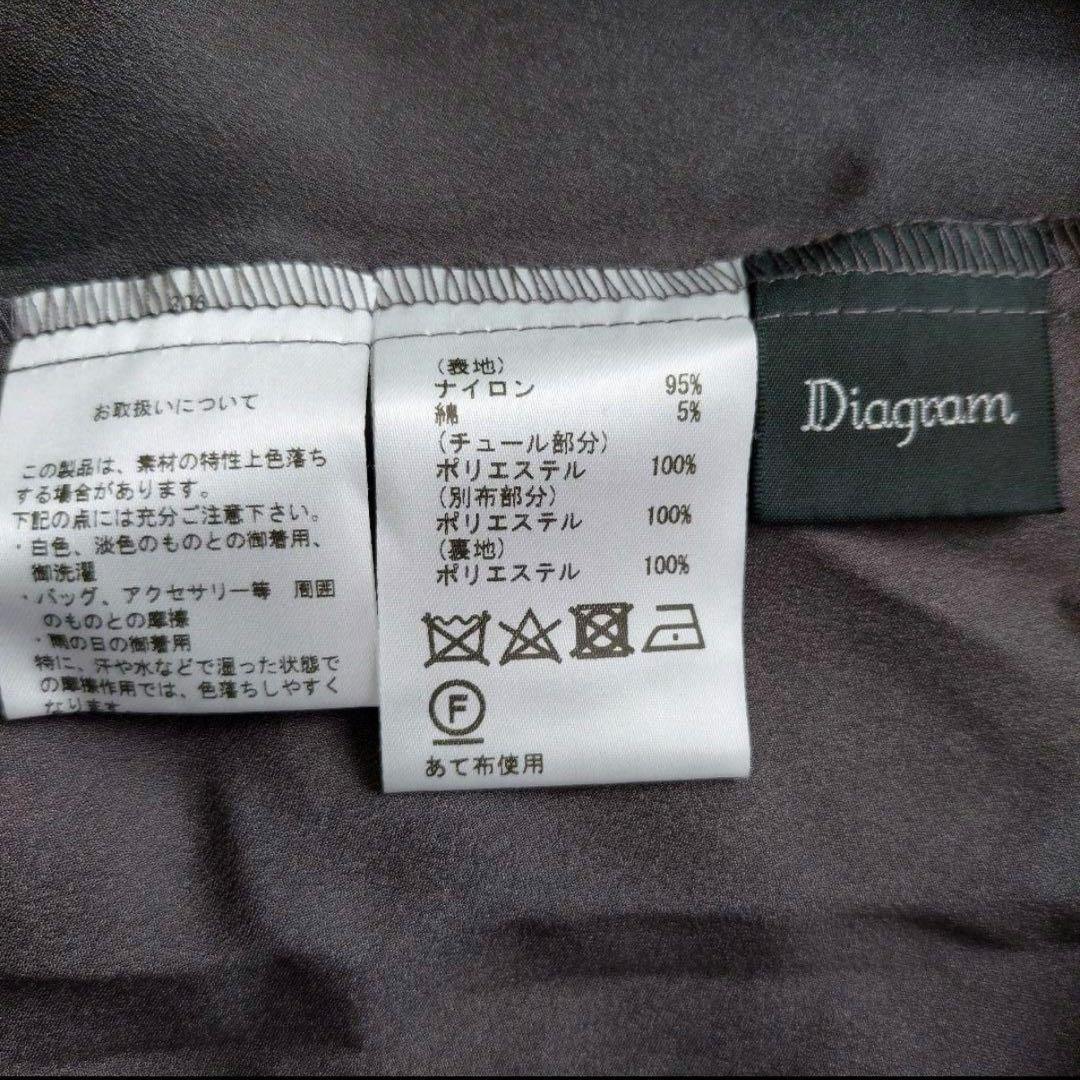 206
お取扱いについて
この製品は、素材の特性上色落ち
する場合があります。
下記の点には充分ご注意下さい。
・白色、淡色のものとの御着用、
御洗濯
・バッグ、アクセサリー等 周囲
のものとの摩擦
・雨の日の御着用
特に、汗や水などで湿った状態で
の摩擦作用では、色落ちしやすく
なります。
(表地)
ナイロン 95%
綿 5%
(チュール部分)
ポリエステル 100%
(別布部分)
ポリエステル 100%
(裏地)
ポリエステル 100%
F
あて布使用
Diagram